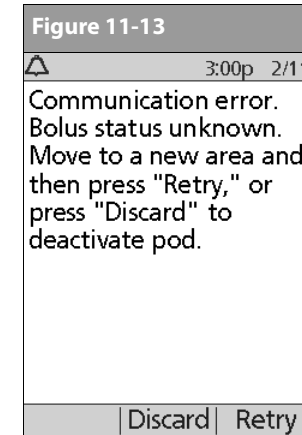 Figure 11-13
3:00p 2/11
Communication error.
Bolus status unknown.
Move to a new area and
then press "Retry," or
press "Discard" to
deactivate pod.
Discard Retry